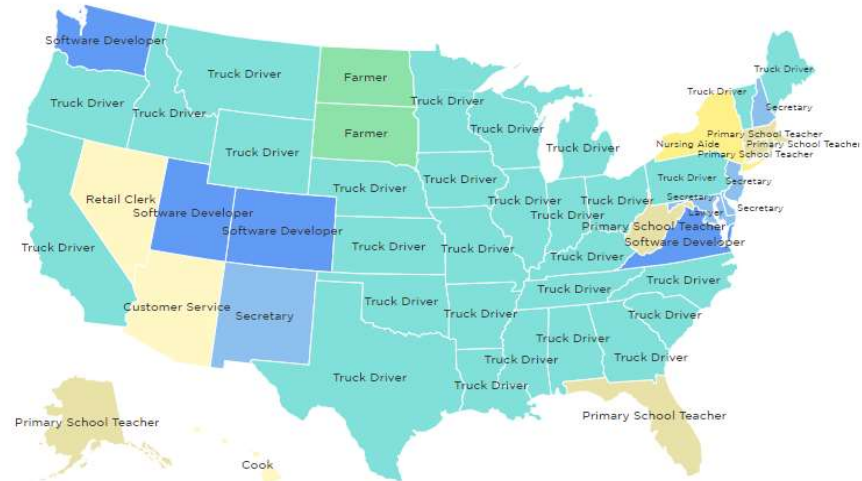 Software Developer
Truck Driver
Farmer
Truck Driver
Truck Driver
Truck Driver
Secretary
Truck Driver
Truck Driver
Truck Driver
Farmer
Truck Driver
Truck Driver
Primary School Teacher
Nursing Aide
Primary School Teacher
Primary School Teacher
Truck Driver
Truck Driver
Truck Driver
Truck Driver
Secretary
Retail Clerk
Truck Driver
Truck Driver
Truck Driver
Secretary
Software Developer
Lawyer
Secretary
Software Developer
Primary School Teacher
Truck Driver
Truck Driver
Truck Driver
Software Developer
Truck Driver
Truck Driver
Truck Driver
Customer Service
Secretary
Truck Driver
Truck Driver
Truck Driver
Truck Driver
Truck Driver
Truck Driver
Truck Driver
Truck Driver
Truck Driver
Truck Driver
Primary School Teacher
Primary School Teacher
Cook